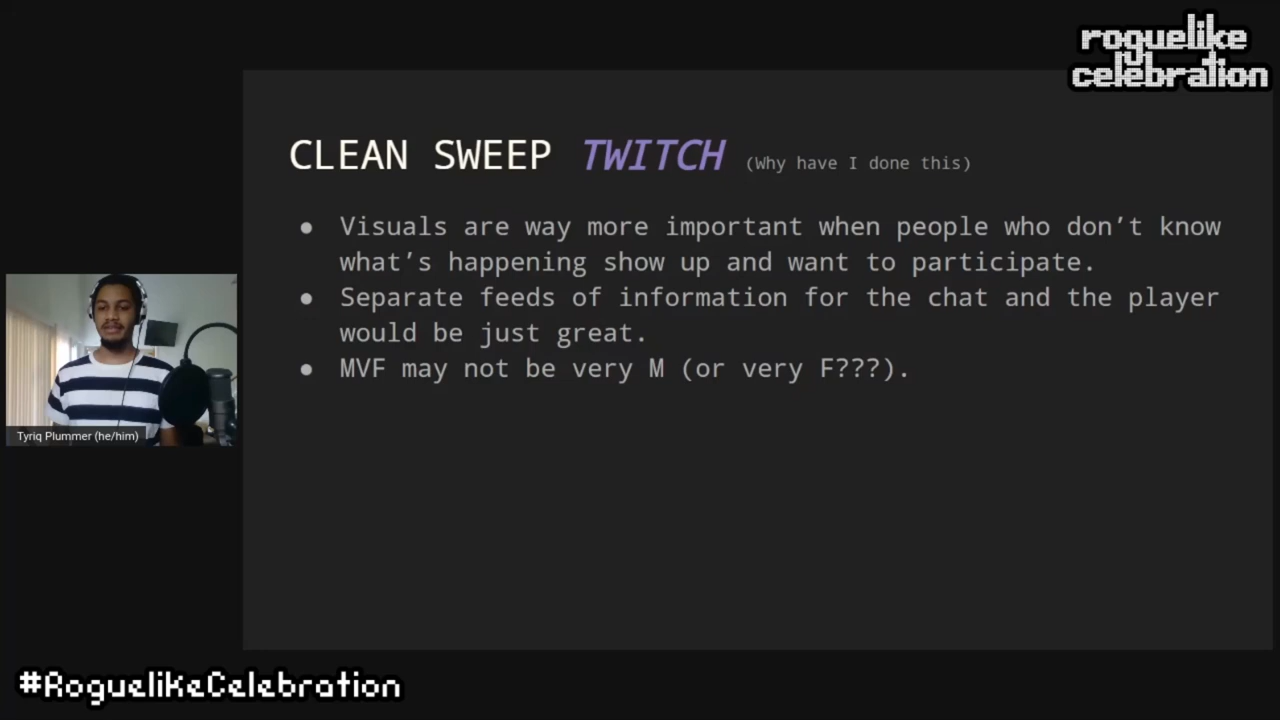 roguelike
celebration
CLEAN SWEEP TWITCH (Why have I done this)
● Visuals are way more important when people who don’t know
what’s happening show up and want to participate.
● Separate feeds of information for the chat and the player
would be just great.
● MVF may not be very M (or very F???).
Tyriq Plummer (he/him)
#RoguelikeCelebration